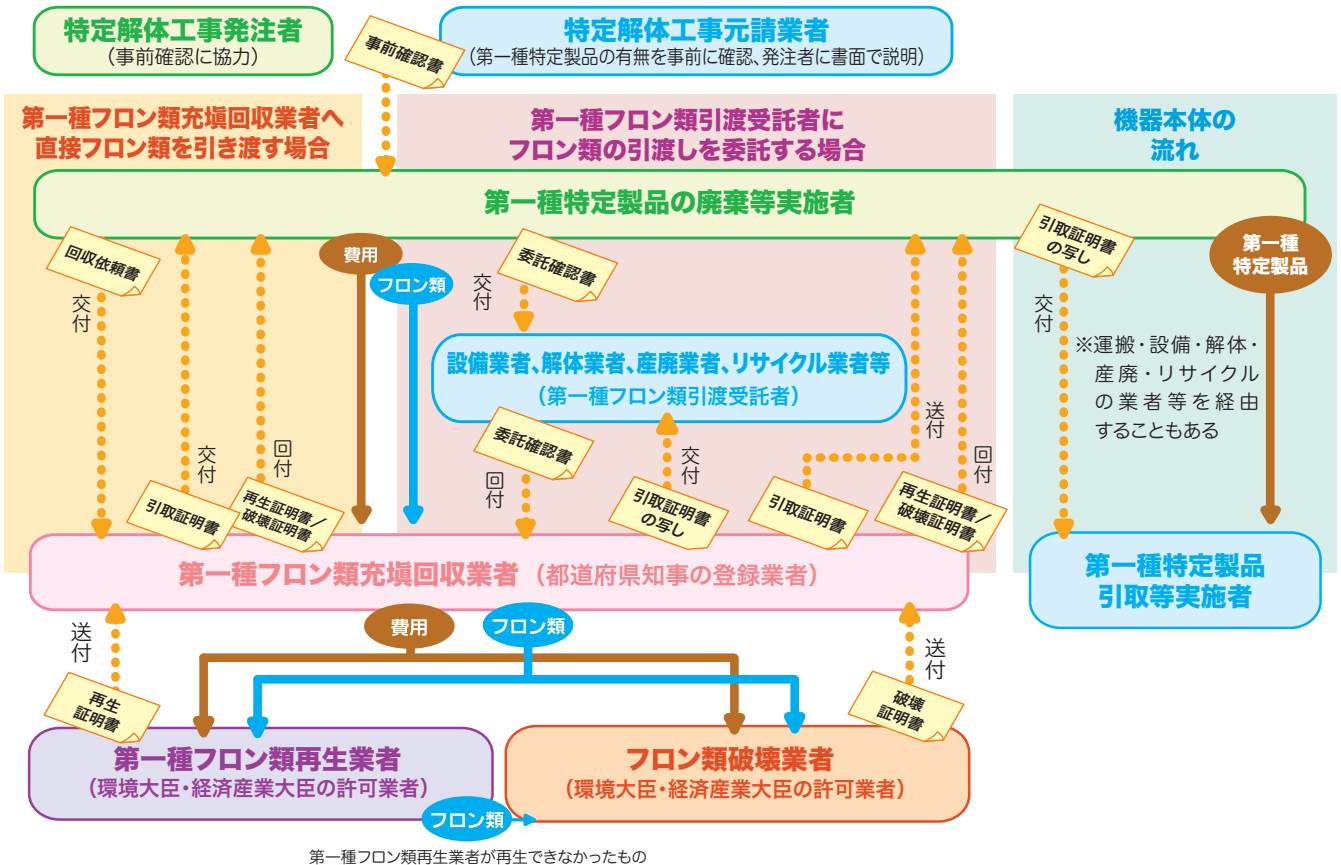 特定解体工事発注者
(事前確認に協力)
事前確認書
特定解体工事元請業者
(第一種特定製品の有無を事前に確認、発注者に書面で説明)
第一種フロン類充塡回収業者へ
直接フロン類を引き渡す場合
第一種フロン類引渡受託者に
フロン類の引渡しを委託する場合
機器本体の
流れ
第一種特定製品の廃棄等実施者
回収依頼書
交付
引取証明書
交付
再生証明書/
破壊証明書
回付
費用
フロン類
委託確認書
交付
設備業者、解体業者、産廃業者、リサイクル業者等
(第一種フロン類引渡受託者)
委託確認書
回付
引取証明書
の写し
交付
引取証明書
送付
再生証明書/
破壊証明書
回付
引取証明書
の写し
交付
第一種
特定製品
※運搬・設備・解体・
産廃・リサイクル
の業者等を経由
することもある
第一種フロン類充塡回収業者(都道府県知事の登録業者)
第一種特定製品
引取等実施者
送付
再生
証明書
費用
フロン類
送付
破壊
証明書
第一種フロン類再生業者
(環境大臣・経済産業大臣の許可業者)
フロン類破壊業者
(環境大臣・経済産業大臣の許可業者)
フロン類
第一種フロン類再生業者が再生できなかったもの